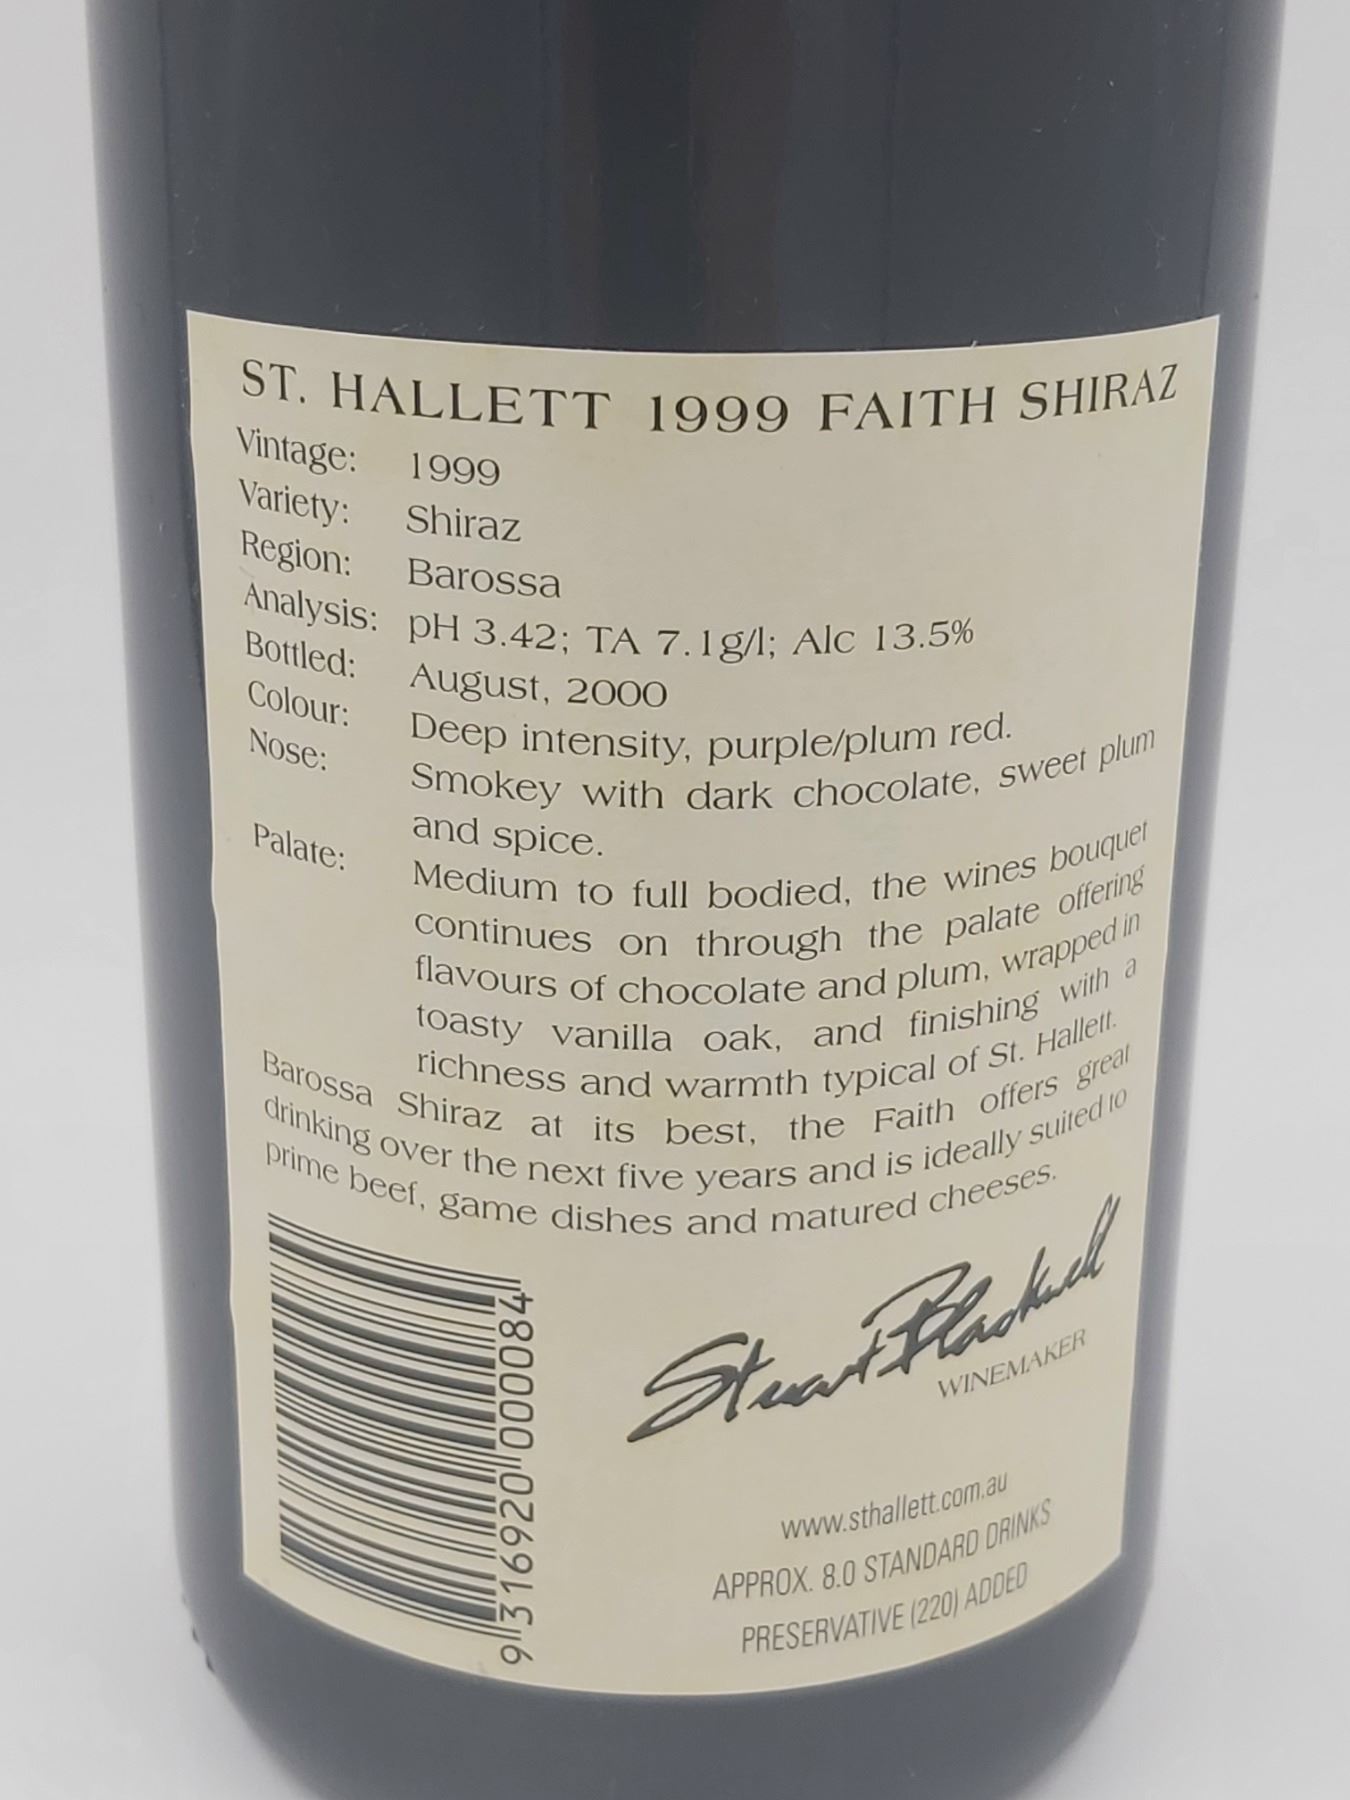 ST. HALLETT 1999 FAITH SHIRAZ
Vintage: 1999
Variety: Shiraz
Region: Barossa
Analysis: pH 3.42; TA 7.1g/l; Alc 13.5%
Bottled: August, 2000
Colour: Deep intensity, purple/plum red.
Nose: Smokey with dark chocolate, sweet plum
and spice.
Palate: Medium to full bodied, the wines bouquet
continues on through the palate offering
flavours of chocolate and plum, wrapped in
toasty vanilla oak, and finishing with a
richness and warmth typical of St. Hallett.
Barossa Shiraz at its best, the Faith offers great
drinking over the next five years and is ideally suited to
prime beef, game dishes and matured cheeses.
Stuart Blackwell
WINEMAKER
www.sthallett.com.au
APPROX. 8.0 STANDARD DRINKS
PRESERVATIVE (220) ADDED
9 316920 000084